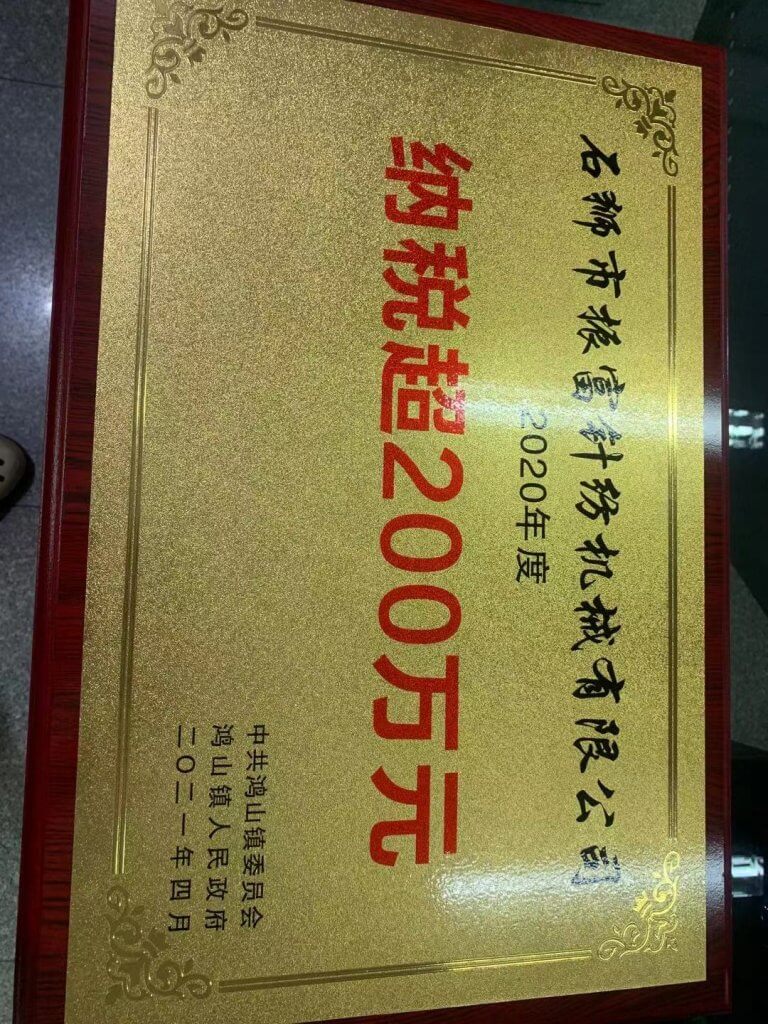 石狮市振富针纺机械有限公司
2020年度
纳税超200万元
中共鸿山镇委员会
鸿山镇人民政府
二〇二一年四月